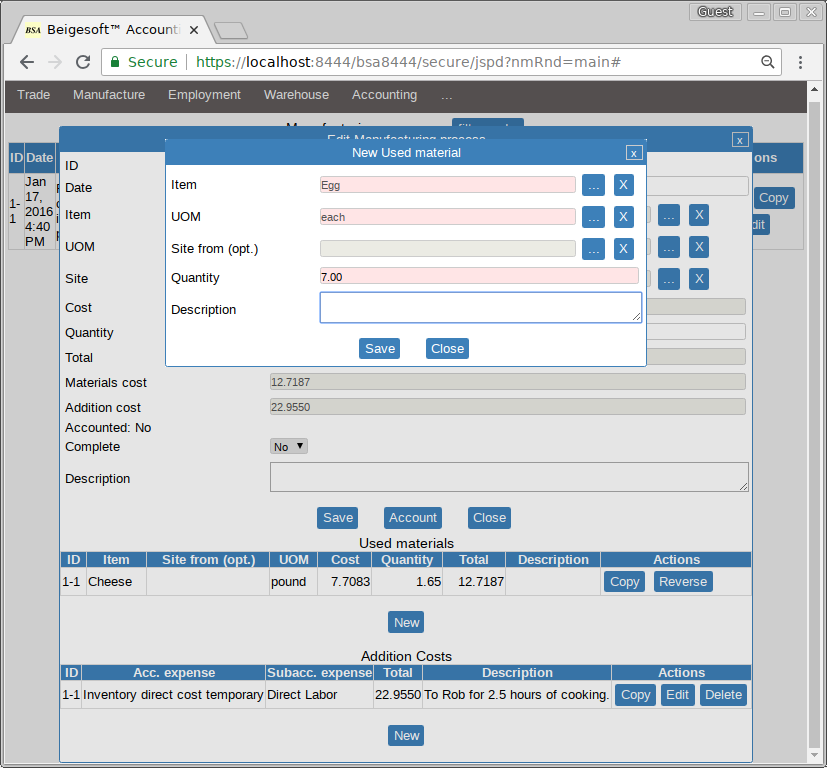 Guest
BSA Beigesoft™ Accounti x
Secure https://localhost:8444/bsa8444/secure/jspd?nmRnd=main#
Trade Manufacture Employment Warehouse Accounting ...
Edit Manufacturing process x
New Used material x
ID Date
Jan 17, 2016 4:40 PM
1-1
Copy
ID
Date
Item ... X
UOM ... X
Site ... X
Cost
Quantity
Total
Item Egg ... X
UOM each ... X
Site from (opt.) ... X
Quantity 7.00
Description
Save Close
Materials cost 12.7187
Addition cost 22.9550
Accounted: No
Complete No ▼
Description
Save Account Close
Used materials
ID Item Site from (opt.) UOM Cost Quantity Total Description Actions
1-1 Cheese pound 7.7083 1.65 12.7187 Copy Reverse
New
Addition Costs
ID Acc. expense Subacc. expense Total Description Actions
1-1 Inventory direct cost temporary Direct Labor 22.9550 To Rob for 2.5 hours of cooking. Copy Edit Delete
New